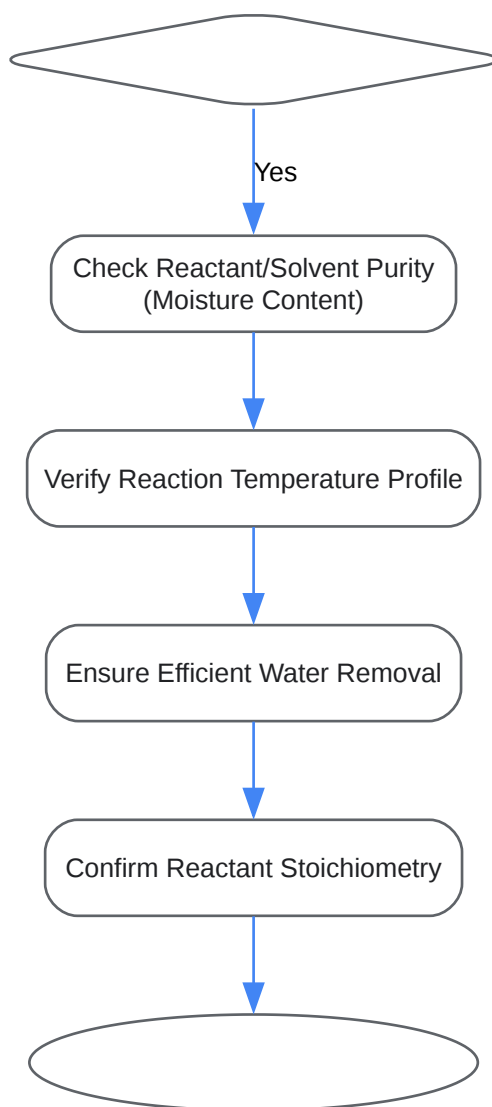 Yes
Check Reactant/Solvent Purity
(Moisture Content)
Verify Reaction Temperature Profile
Ensure Efficient Water Removal
Confirm Reactant Stoichiometry